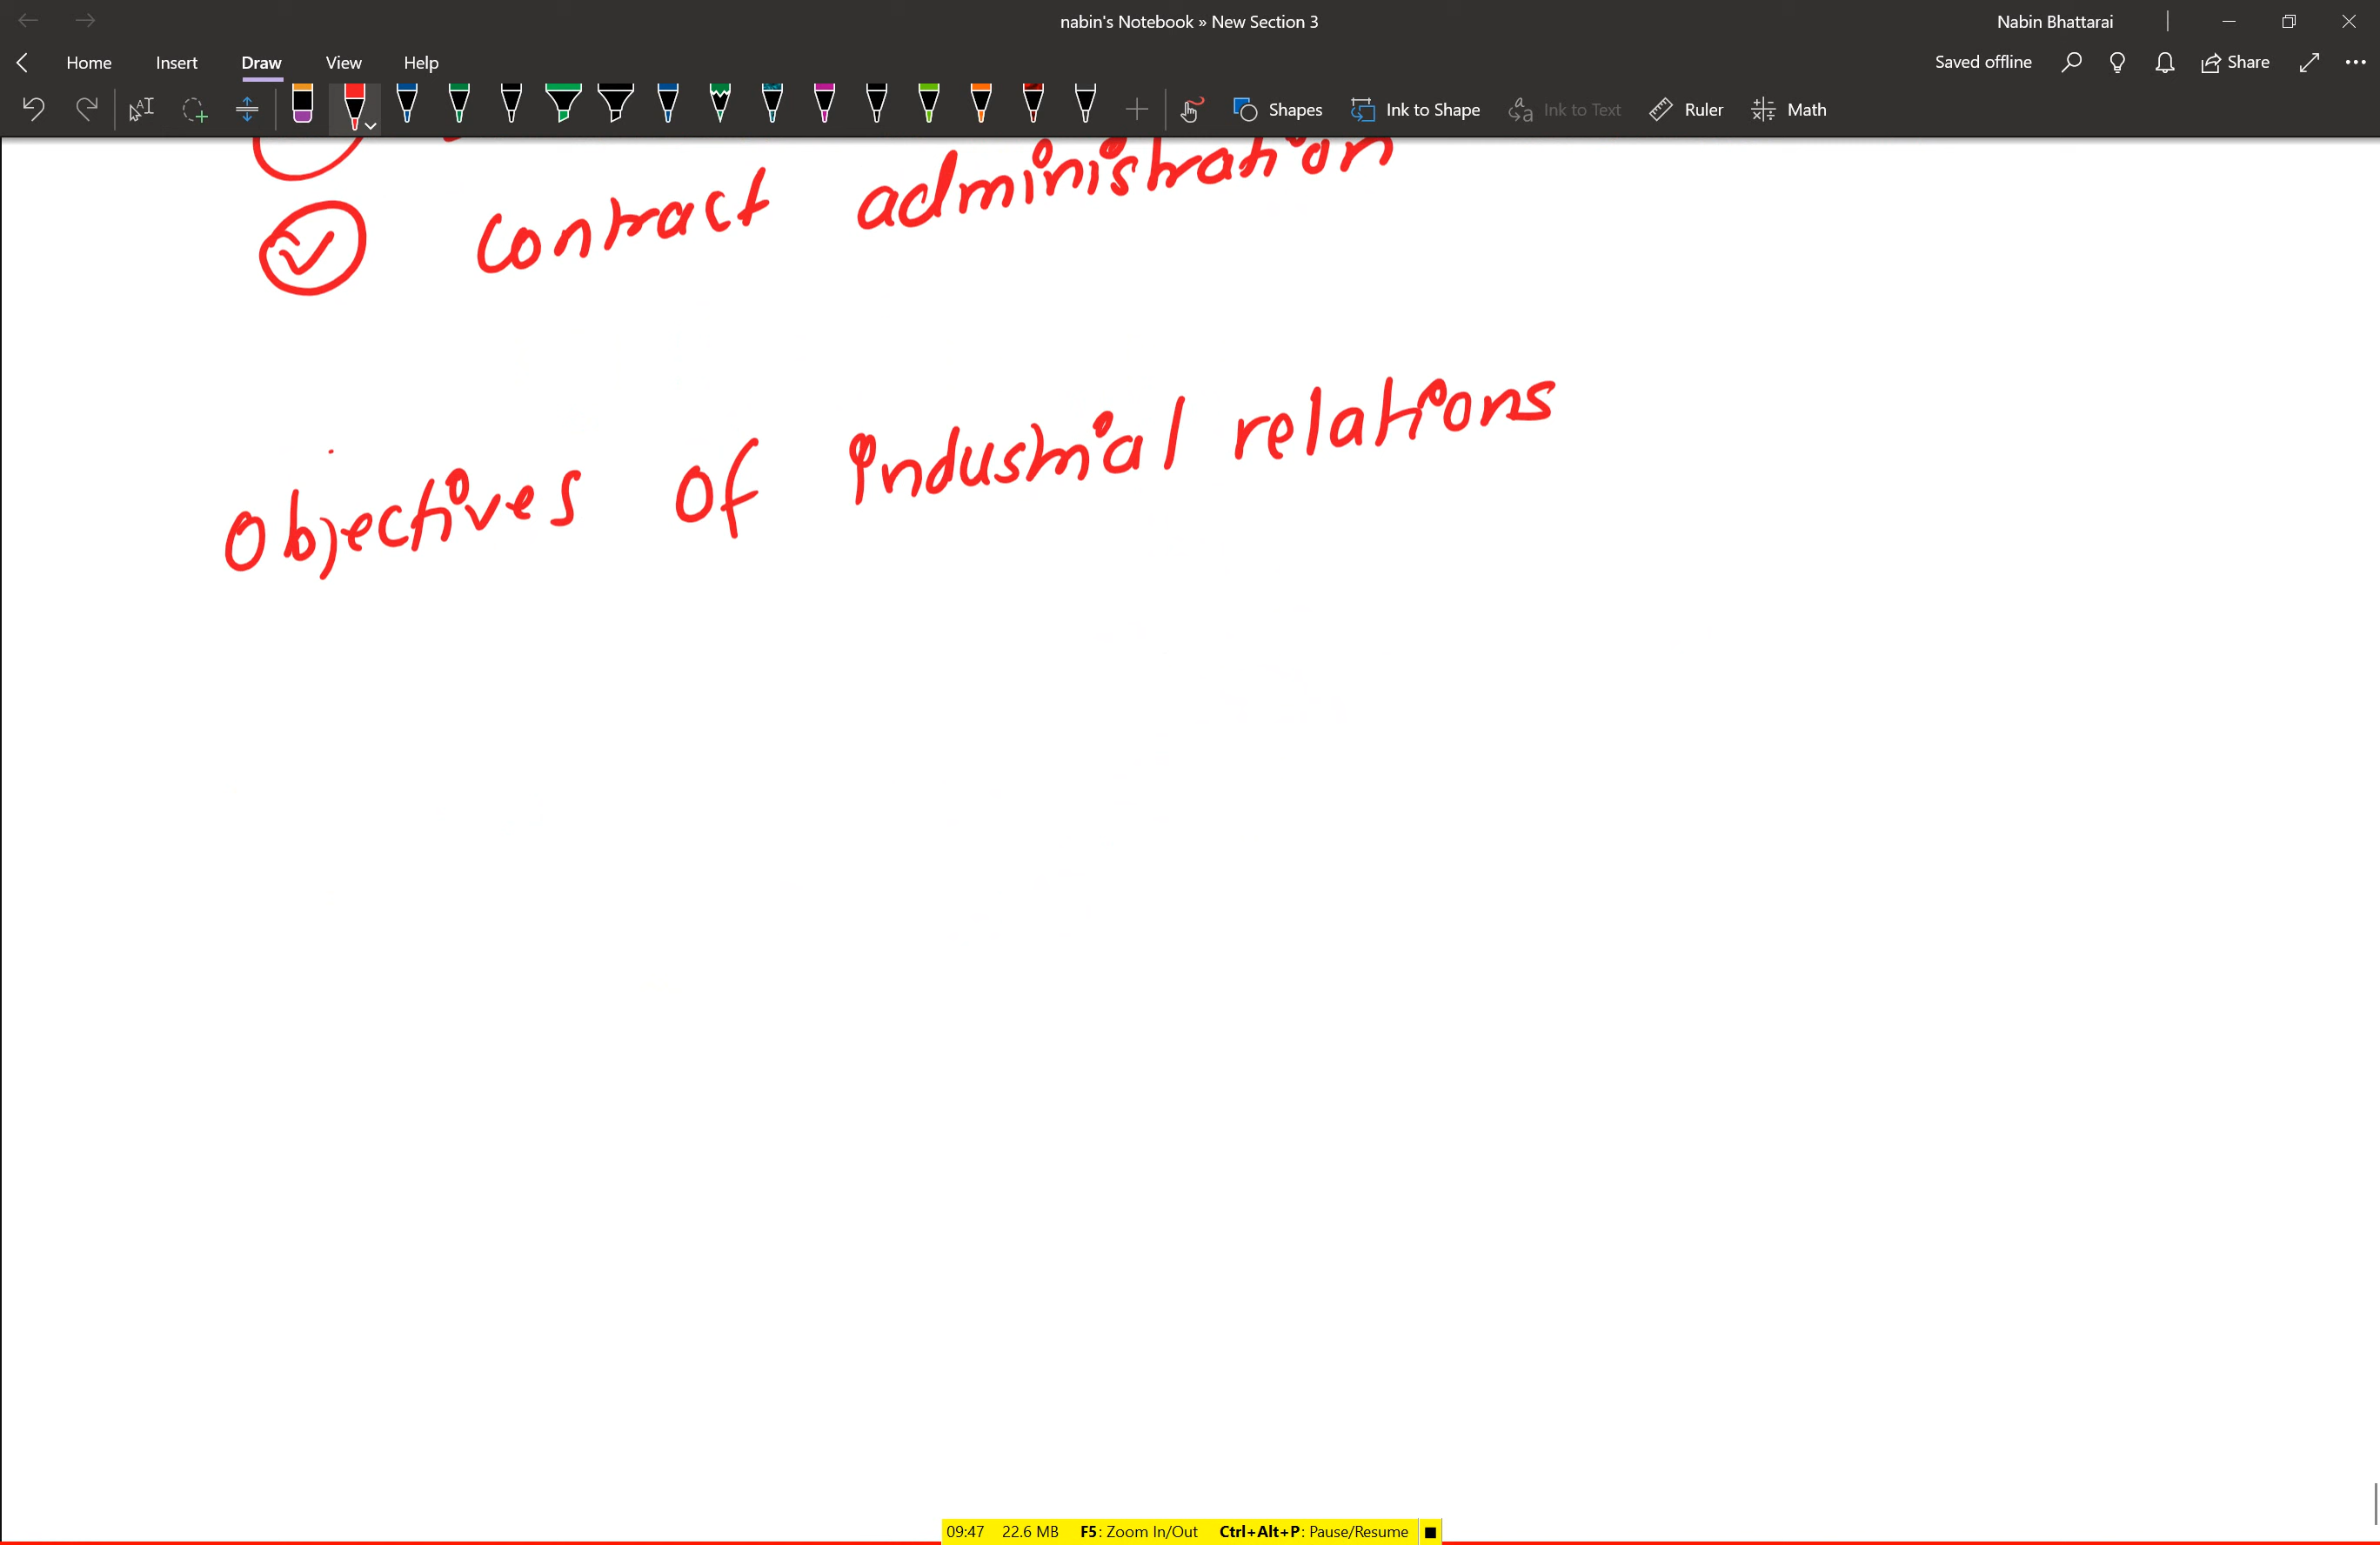 nabin's Notebook » New Section 3
Nabin Bhattarai
Home Insert Draw View Help
Saved offline
Share
Shapes Ink to Shape Ink to Text Ruler Math
contract administration
Objectives of industrial relations
09:47 22.6 MB F5: Zoom In/Out Ctrl+Alt+P: Pause/Resume